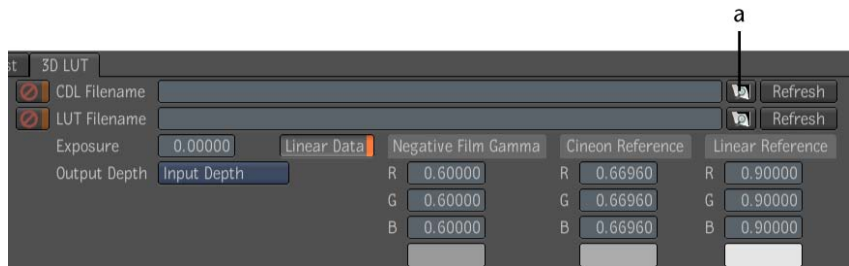 a
st 3D LUT
CDL Filename Refresh
LUT Filename Refresh
Exposure 0.00000 Linear Data Negative Film Gamma Cineon Reference Linear Reference
Output Depth Input Depth R 0.60000 R 0.66960 R 0.90000
G 0.60000 G 0.66960 G 0.90000
B 0.60000 B 0.66960 B 0.90000